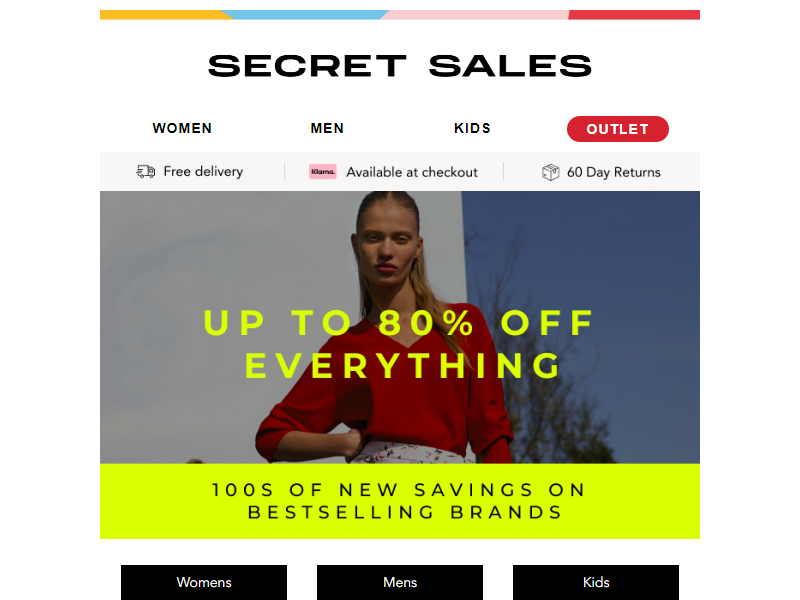 SECRET SALES
WOMEN MEN KIDS OUTLET
Free delivery Klarna. Available at checkout 60 Day Returns
UP TO 80% OFF
EVERYTHING
100S OF NEW SAVINGS ON
BESTSELLING BRANDS
Womens Mens Kids